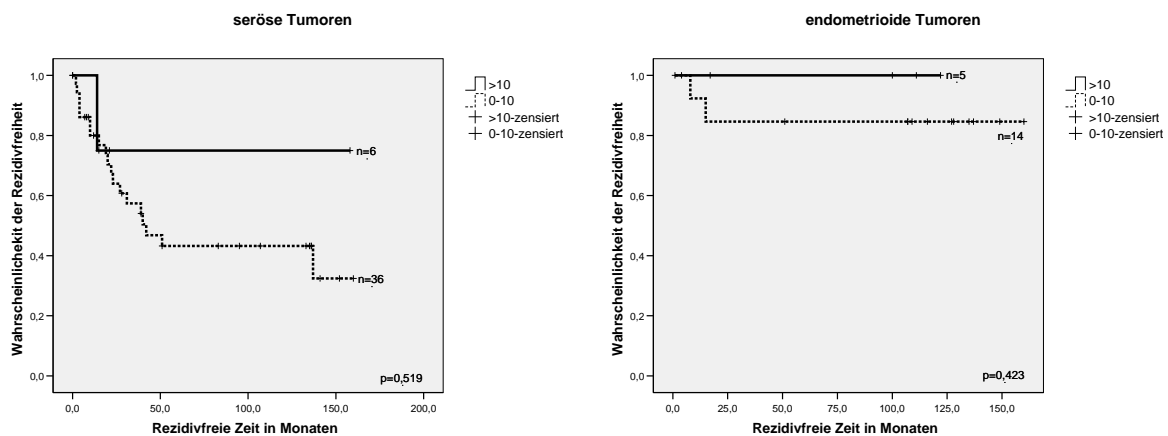 seröse Tumoren
Wahrscheinlichekit der Rezidivfreiheit
1,0
0,8
0,6
0,4
0,2
0,0
n=6
n=36
p=0,519
0,0 50,0 100,0 150,0 200,0
Rezidivfreie Zeit in Monaten
>10
0-10
>10-zensiert
0-10-zensiert
endometrioide Tumoren
Wahrscheinlichkeit der Rezidivfreiheit
1,0
0,8
0,6
0,4
0,2
0,0
n=5
n=14
p=0,423
0,0 25,0 50,0 75,0 100,0 125,0 150,0
Rezidivfreie Zeit in Monaten
>10
0-10
>10-zensiert
0-10-zensiert